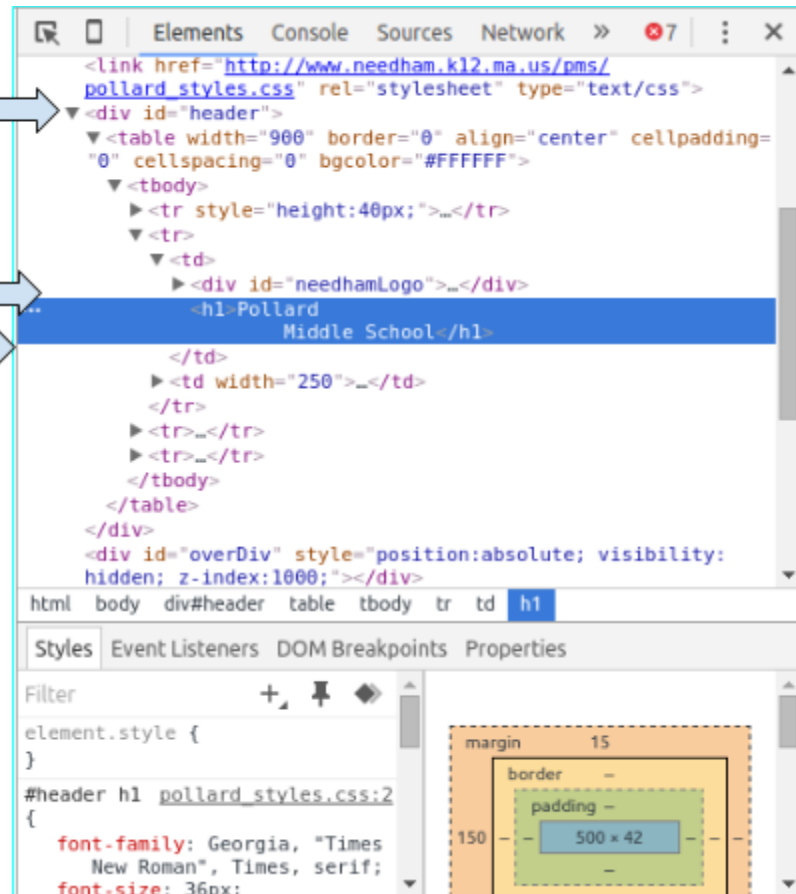 Elements Console Sources Network » 7
<link href="http://www.needham.k12.ma.us/pms/
pollard_styles.css" rel="stylesheet" type="text/css">
▼<div id="header">
▼<table width="900" border="0" align="center" cellpadding=
"0" cellspacing="0" bgcolor="#FFFFFF">
▼<tbody>
▶<tr style="height:40px;">…</tr>
▼<tr>
▼<td>
▶<div id="needhamLogo">…</div>
<h1>Pollard
Middle School</h1>
</td>
▶<td width="250">…</td>
</tr>
▶<tr>…</tr>
▶<tr>…</tr>
</tbody>
</table>
</div>
<div id="overDiv" style="position:absolute; visibility:
hidden; z-index:1000;"></div>
html body div#header table tbody tr td h1
Styles Event Listeners DOM Breakpoints Properties
Filter
element.style {
}
#header h1 pollard_styles.css:2
{
font-family: Georgia, "Times
New Roman", Times, serif;
font-size: 36px;
margin 15
border –
padding –
150 – – 500 × 42 – – –
–